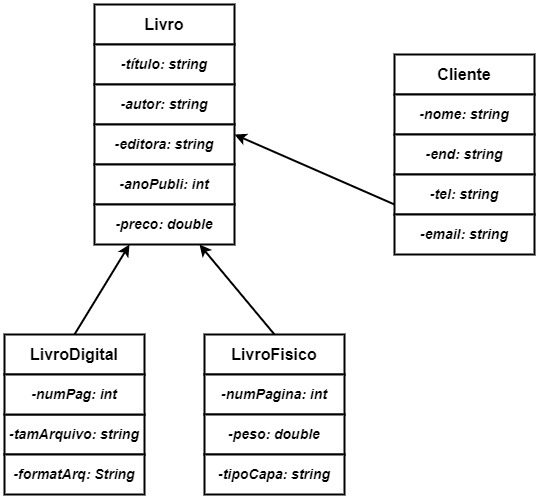 Livro
-título: string
-autor: string
-editora: string
-anoPubli: int
-preco: double
Cliente
-nome: string
-end: string
-tel: string
-email: string
LivroDigital
-numPag: int
-tamArquivo: string
-formatArq: String
LivroFisico
-numPagina: int
-peso: double
-tipoCapa: string